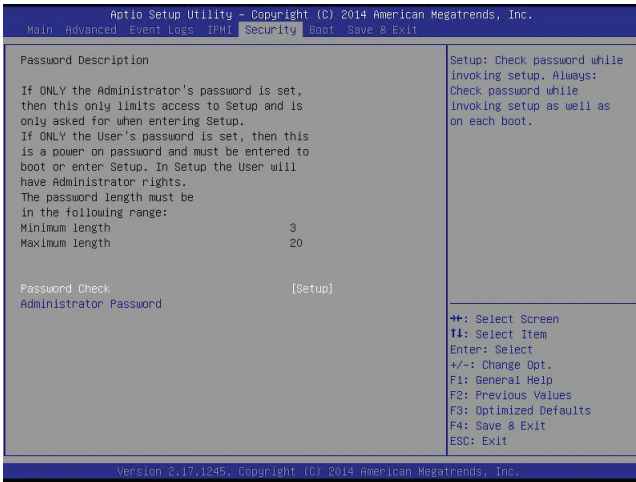 Aptio Setup Utility – Copyright (C) 2014 American Megatrends, Inc.
Main Advanced Event Logs IPMI Security Boot Save & Exit
Password Description
If ONLY the Administrator's password is set,
then this only limits access to Setup and is
only asked for when entering Setup.
If ONLY the User's password is set, then this
is a power on password and must be entered to
boot or enter Setup. In Setup the User will
have Administrator rights.
The password length must be
in the following range:
Minimum length 3
Maximum length 20
Password Check [Setup]
Administrator Password
Setup: Check password while
invoking setup. Always:
Check password while
invoking setup as well as
on each boot.
→←: Select Screen
↑↓: Select Item
Enter: Select
+/-: Change Opt.
F1: General Help
F2: Previous Values
F3: Optimized Defaults
F4: Save & Exit
ESC: Exit
Version 2.17.1245. Copyright (C) 2014 American Megatrends, Inc.